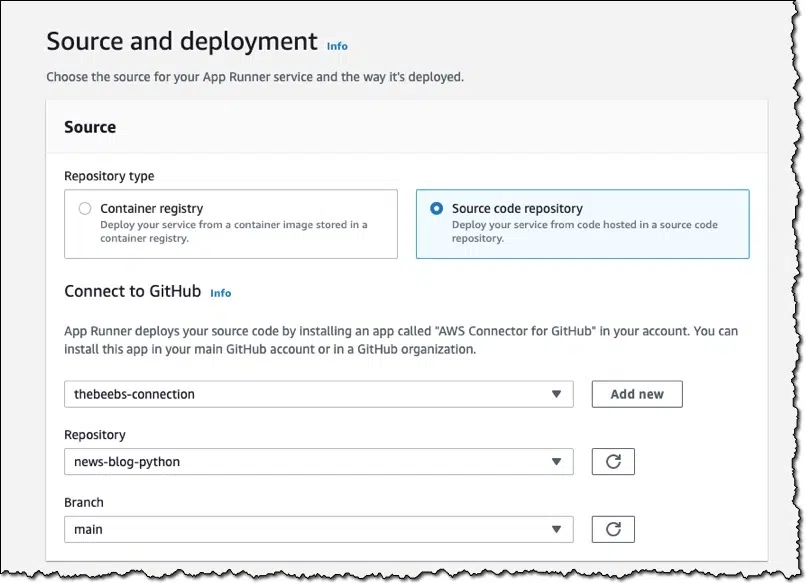 Source and deployment Info
Choose the source for your App Runner service and the way it's deployed.
Source
Repository type
Container registry
Deploy your service from a container image stored in a
container registry.
Source code repository
Deploy your service from code hosted in a source code
repository.
Connect to GitHub Info
App Runner deploys your source code by installing an app called "AWS Connector for GitHub" in your account. You can
install this app in your main GitHub account or in a GitHub organization.
thebeebs-connection
Add new
Repository
news-blog-python
Branch
main